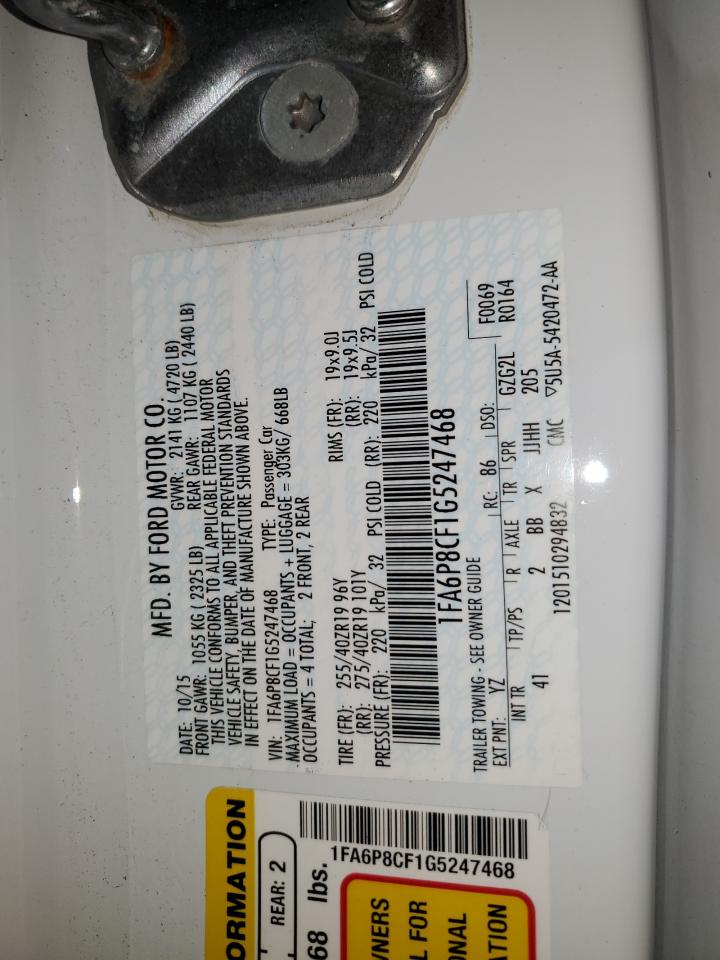 MFD. BY FORD MOTOR CO.
DATE: 10/15 GVWR: 2141 KG ( 4720 LB)
FRONT GAWR: 1055 KG ( 2325 LB) REAR GAWR: 1107 KG ( 2440 LB)
THIS VEHICLE CONFORMS TO ALL APPLICABLE FEDERAL MOTOR
VEHICLE SAFETY, BUMPER, AND THEFT PREVENTION STANDARDS
IN EFFECT ON THE DATE OF MANUFACTURE SHOWN ABOVE.
VIN: 1FA6P8CF1G5247468 TYPE: Passenger Car
MAXIMUM LOAD = OCCUPANTS + LUGGAGE = 303KG/ 668LB
OCCUPANTS = 4 TOTAL; 2 FRONT, 2 REAR
TIRE (FR): 255/40ZR19 96Y RIMS (FR): 19x9.0J
(RR): 275/40ZR19 101Y (RR): 19x9.5J
PRESSURE (FR): 220 kPa/ 32 PSI COLD (RR): 220 kPa/ 32 PSI COLD
1FA6P8CF1G5247468
TRAILER TOWING - SEE OWNER GUIDE F0069
EXT PNT: YZ RC: 86 DSO: R0164
INT TR TP/PS R AXLE TR SPR GZG2L
41 2 BB X JJHH 205
1201510294832 CMC ▽5U5A-5420472-AA
ORMATION
REAR: 2
68 lbs.
1FA6P8CF1G5247468
NERS
L FOR
ONAL
TION